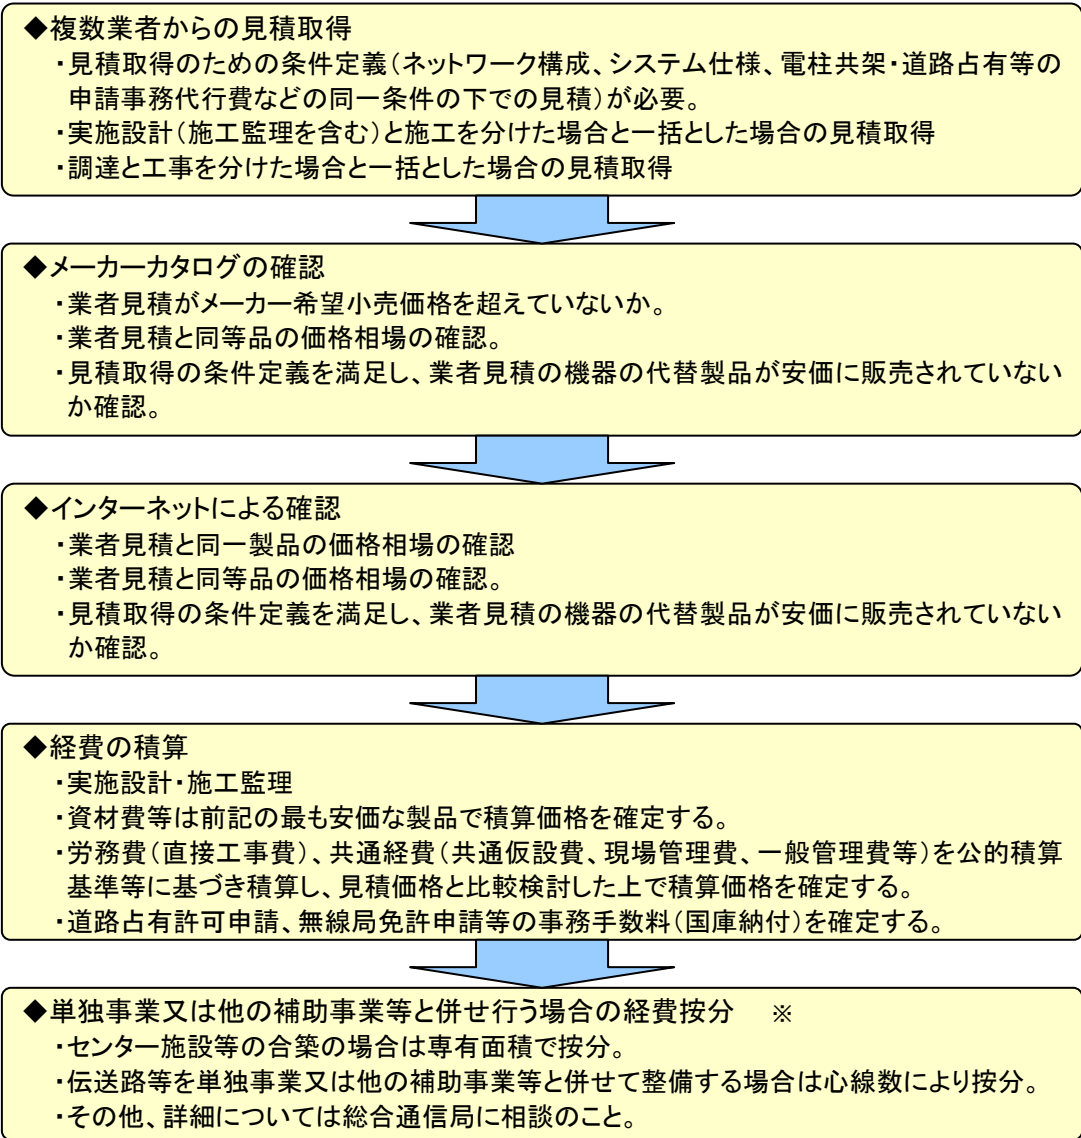 ◆複数業者からの見積取得
・見積取得のための条件定義(ネットワーク構成、システム仕様、電柱共架・道路占有等の
申請事務代行費などの同一条件の下での見積)が必要。
・実施設計(施工監理を含む)と施工を分けた場合と一括とした場合の見積取得
・調達と工事を分けた場合と一括とした場合の見積取得
◆メーカーカタログの確認
・業者見積がメーカー希望小売価格を超えていないか。
・業者見積と同等品の価格相場の確認。
・見積取得の条件定義を満足し、業者見積の機器の代替製品が安価に販売されていない
か確認。
◆インターネットによる確認
・業者見積と同一製品の価格相場の確認
・業者見積と同等品の価格相場の確認。
・見積取得の条件定義を満足し、業者見積の機器の代替製品が安価に販売されていない
か確認。
◆経費の積算
・実施設計・施工監理
・資材費等は前記の最も安価な製品で積算価格を確定する。
・労務費(直接工事費)、共通経費(共通仮設費、現場管理費、一般管理費等)を公的積算
基準等に基づき積算し、見積価格と比較検討した上で積算価格を確定する。
・道路占有許可申請、無線局免許申請等の事務手数料(国庫納付)を確定する。
◆単独事業又は他の補助事業等と併せ行う場合の経費按分 ※
・センター施設等の合築の場合は専有面積で按分。
・伝送路等を単独事業又は他の補助事業等と併せて整備する場合は心線数により按分。
・その他、詳細については総合通信局に相談のこと。